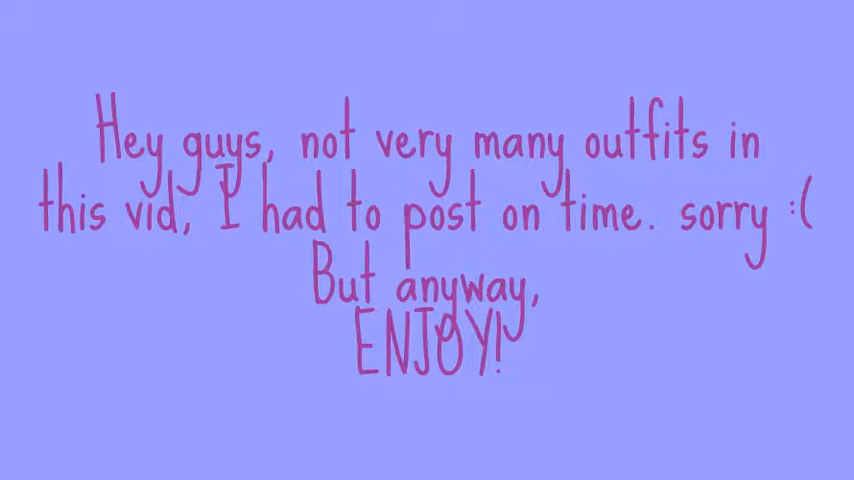 Hey guys, not very many outfits in
this vid, I had to post on time. sorry :(
But anyway,
ENJOY!